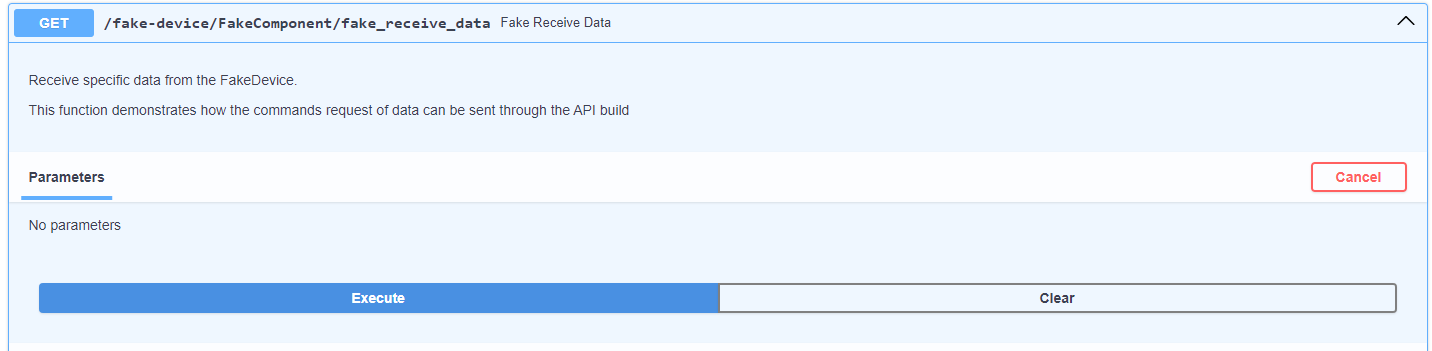 GET /fake-device/FakeComponent/fake_receive_data Fake Receive Data
Receive specific data from the FakeDevice.
This function demonstrates how the commands request of data can be sent through the API build
Parameters Cancel
No parameters
Execute Clear